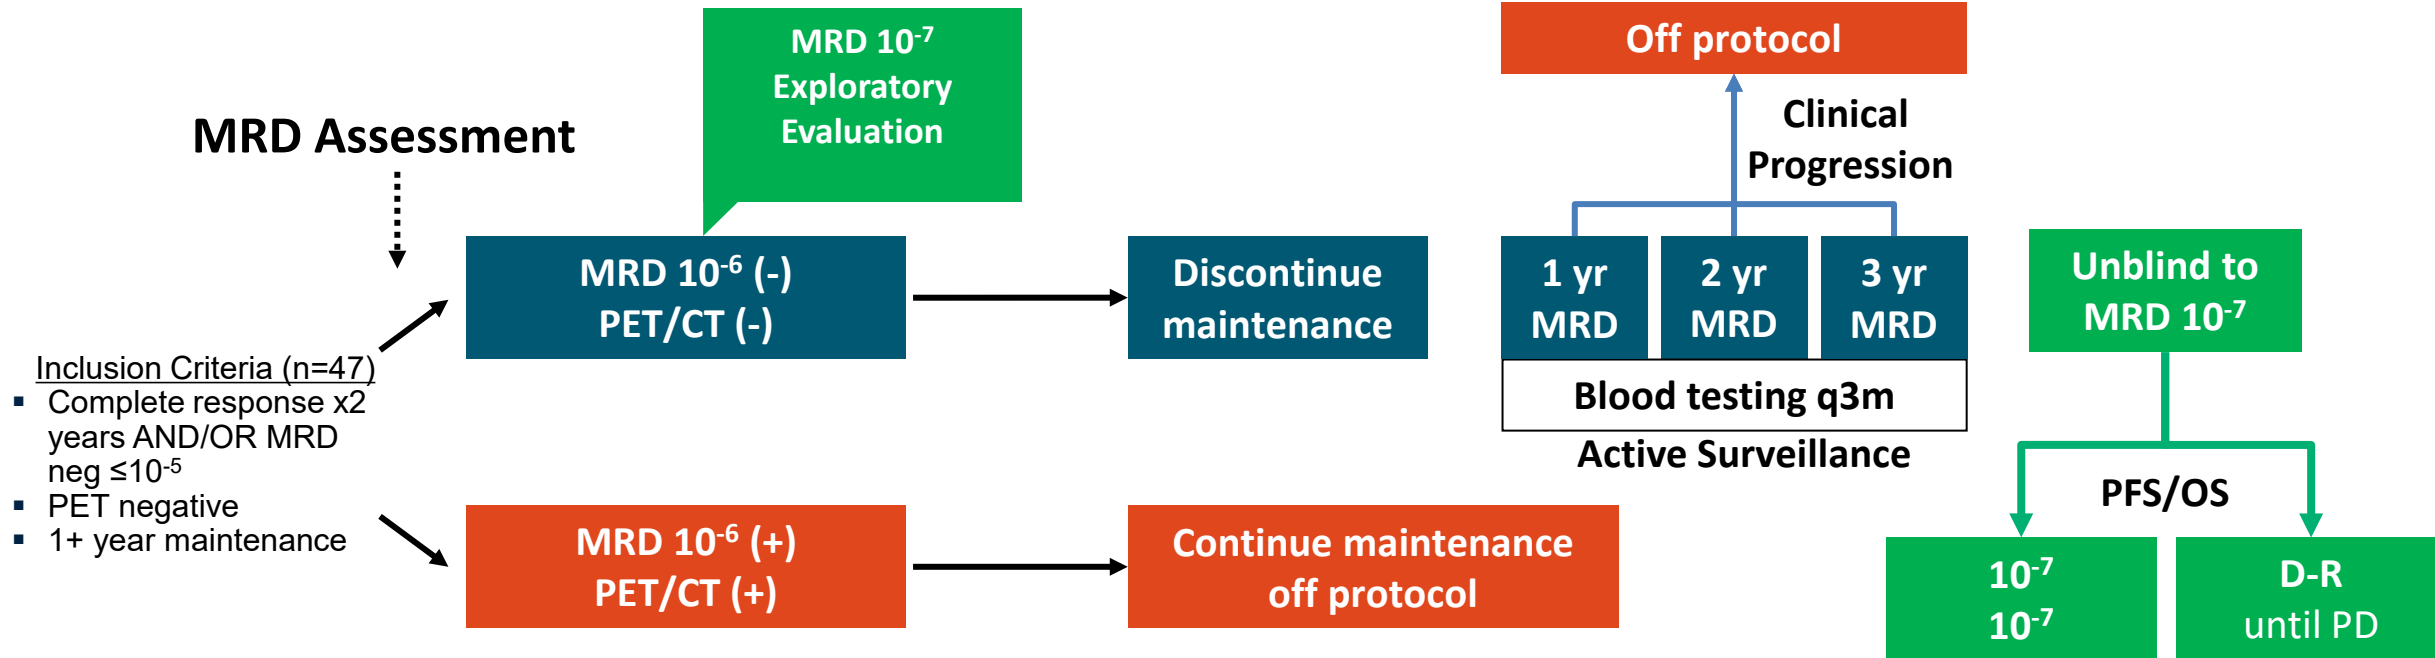 MRD Assessment
Inclusion Criteria (n=47)
▪ Complete response x2
years AND/OR MRD
neg ≤10⁻⁵
▪ PET negative
▪ 1+ year maintenance
MRD 10⁻⁷
Exploratory
Evaluation
MRD 10⁻⁶ (-)
PET/CT (-)
Discontinue
maintenance
MRD 10⁻⁶ (+)
PET/CT (+)
Continue maintenance
off protocol
Off protocol
Clinical
Progression
1 yr
MRD
2 yr
MRD
3 yr
MRD
Blood testing q3m
Active Surveillance
Unblind to
MRD 10⁻⁷
PFS/OS
10⁻⁷
10⁻⁷
D-R
until PD